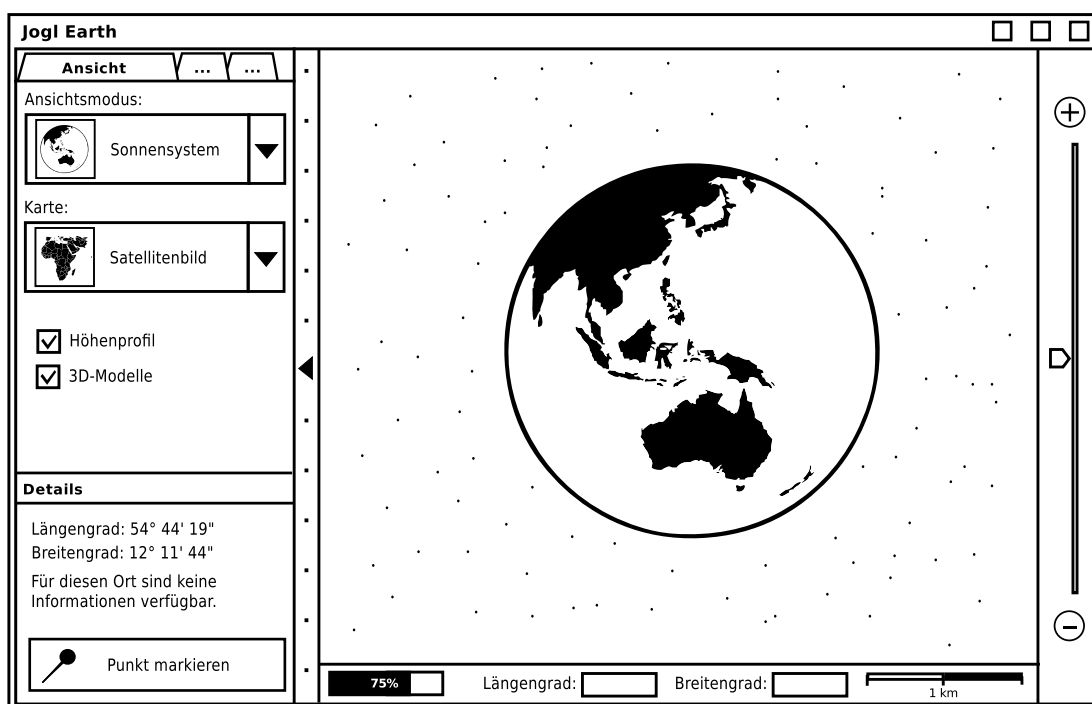 Jogl Earth
Ansicht
...
...
Ansichtsmodus:
Sonnensystem
Karte:
Satellitenbild
Höhenprofil
3D-Modelle
Details
Längengrad: 54° 44' 19"
Breitengrad: 12° 11' 44"
Für diesen Ort sind keine
Informationen verfügbar.
Punkt markieren
75%
Längengrad:
Breitengrad:
1 km